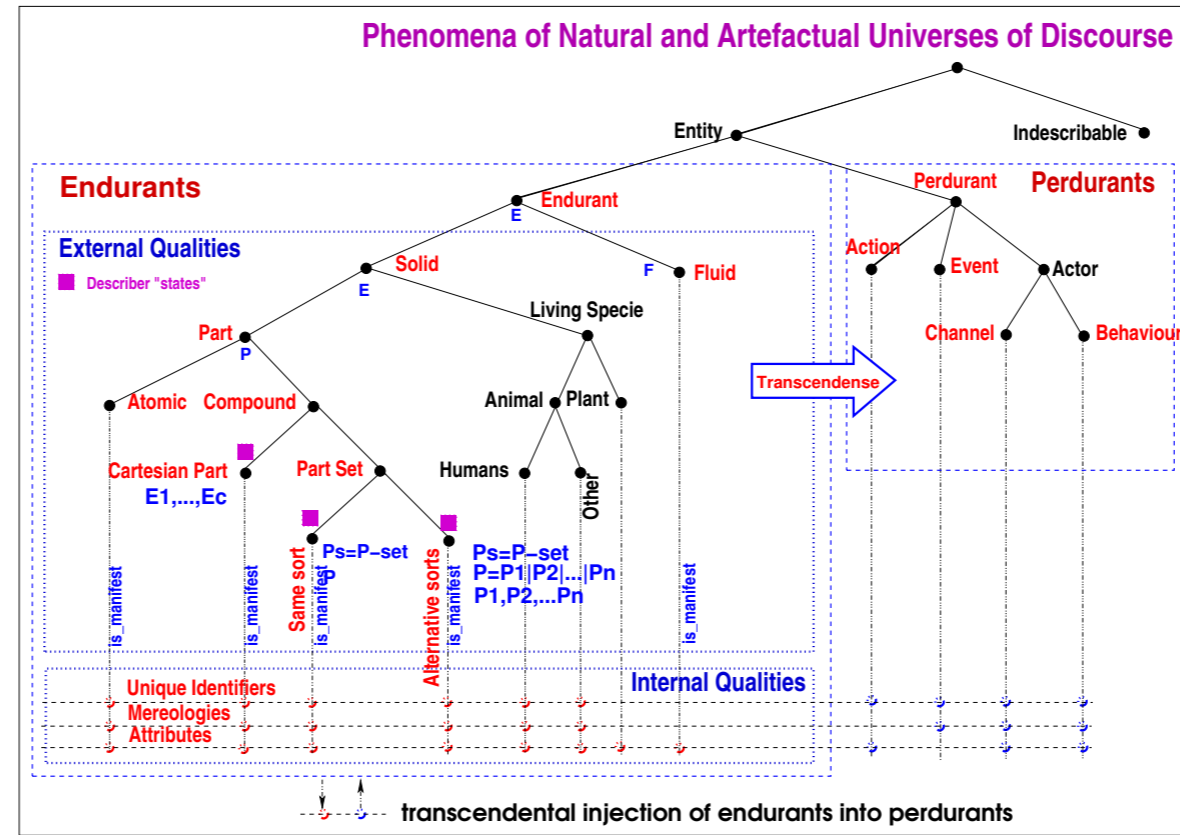 Phenomena of Natural and Artefactual Universes of Discourse
Entity
Indescribable
Endurants
Endurant
E
Perdurant
Perdurants
External Qualities
Describer "states"
Solid
E
F
Fluid
Action
Event
Actor
Living Specie
Part
P
Channel
Behaviour
Transcendense
Atomic
Compound
Animal
Plant
Cartesian Part
E1,...,Ec
Part Set
Humans
Other
Same sort
Ps=P-set
P
Alternative sorts
Ps=P-set
P=P1|P2|...|Pn
P1,P2,...Pn
is_manifest
is_manifest
is_manifest
is_manifest
is_manifest
Internal Qualities
Unique Identifiers
Mereologies
Attributes
transcendental injection of endurants into perdurants